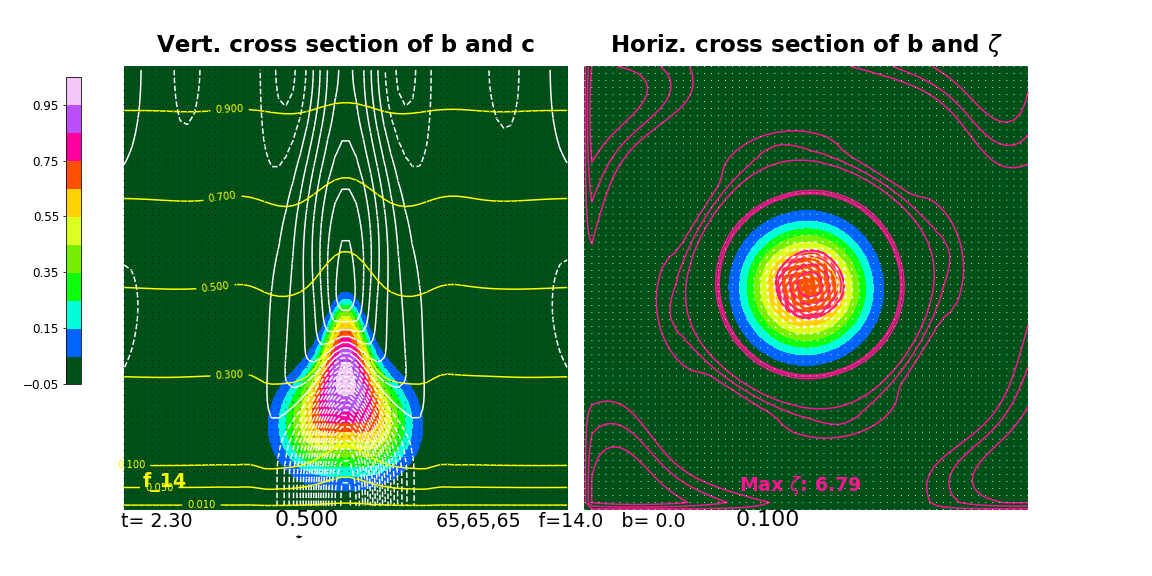 Vert. cross section of b and c
Horiz. cross section of b and ζ
0.95
0.75
0.55
0.35
0.15
−0.05
0.900
0.700
0.500
0.300
0.100
0.050
0.010
f 14
Max ζ: 6.79
t= 2.30 0.500 65,65,65 f=14.0 b= 0.0 0.100